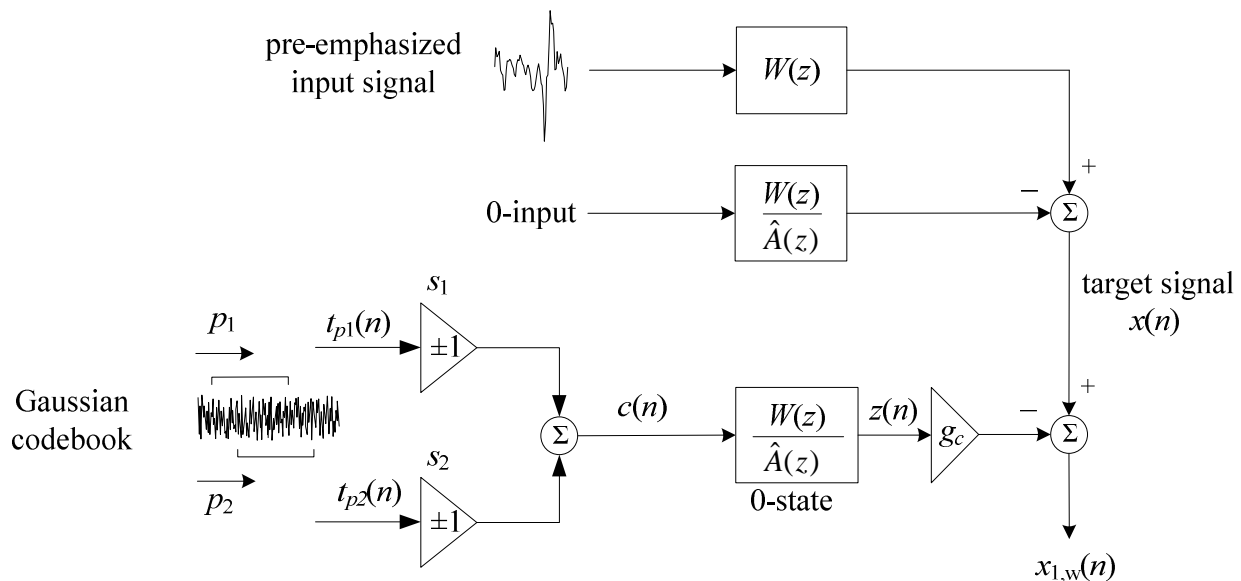 pre-emphasized
input signal
W(z)
+
0-input
W(z)
Â(z)
−
Σ
target signal
x(n)
s₁
p₁
tₚ₁(n)
±1
Gaussian
codebook
Σ
c(n)
W(z)
Â(z)
0-state
z(n)
g_c
−
+
Σ
s₂
p₂
tₚ₂(n)
±1
x₁,w(n)